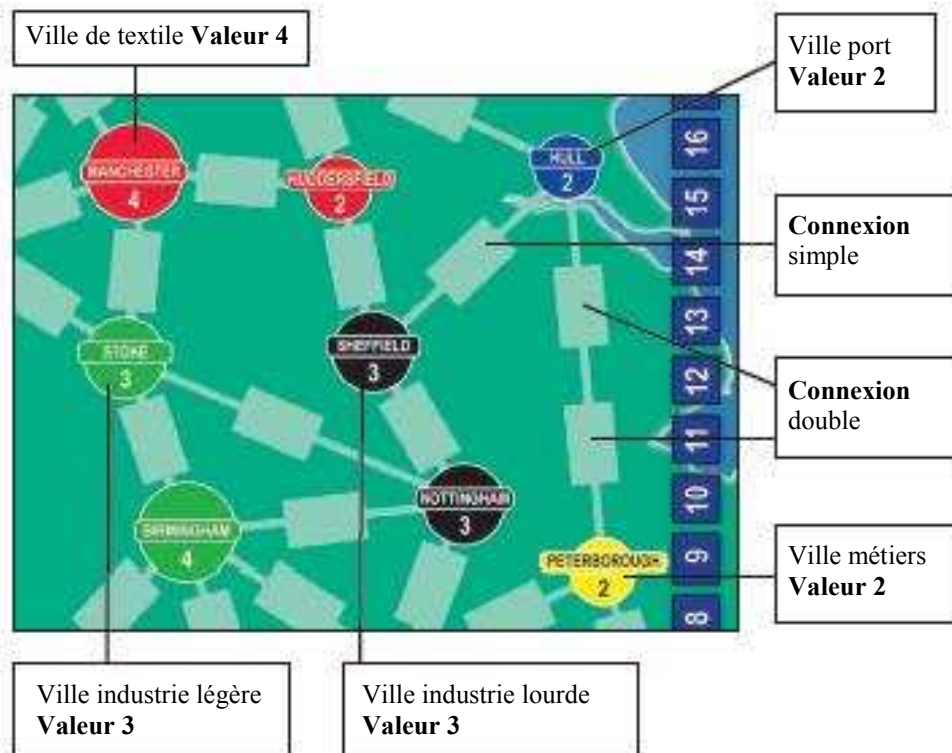 Ville de textile Valeur 4
Ville port
Valeur 2
MANCHESTER
4
HUDDERSFIELD
2
HULL
2
16
15
14
13
12
11
10
9
8
Connexion
simple
STOKE
3
SHEFFIELD
3
Connexion
double
BIRMINGHAM
4
NOTTINGHAM
3
PETERBOROUGH
2
Ville métiers
Valeur 2
Ville industrie légère
Valeur 3
Ville industrie lourde
Valeur 3